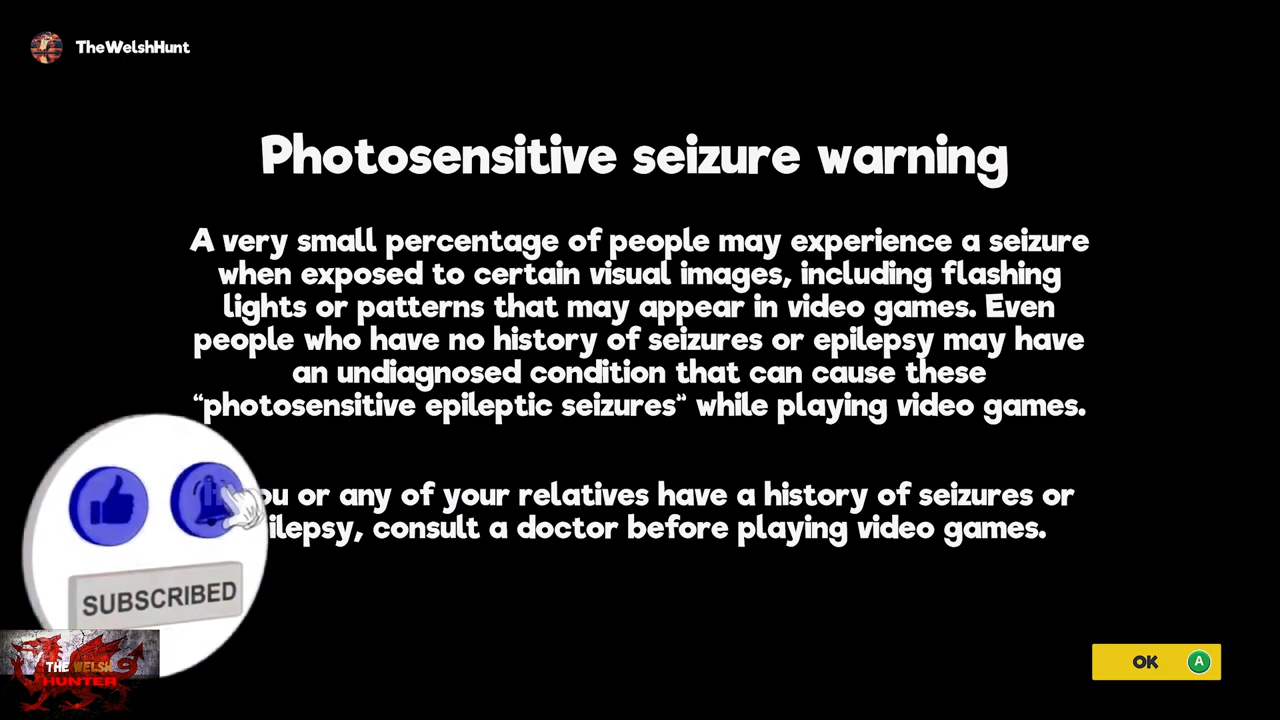 TheWelshHunt
Photosensitive seizure warning
A very small percentage of people may experience a seizure
when exposed to certain visual images, including flashing
lights or patterns that may appear in video games. Even
people who have no history of seizures or epilepsy may have
an undiagnosed condition that can cause these
"photosensitive epileptic seizures" while playing video games.
ou or any of your relatives have a history of seizures or
ilepsy, consult a doctor before playing video games.
SUBSCRIBED
THE WELSH
HUNTER
OK A